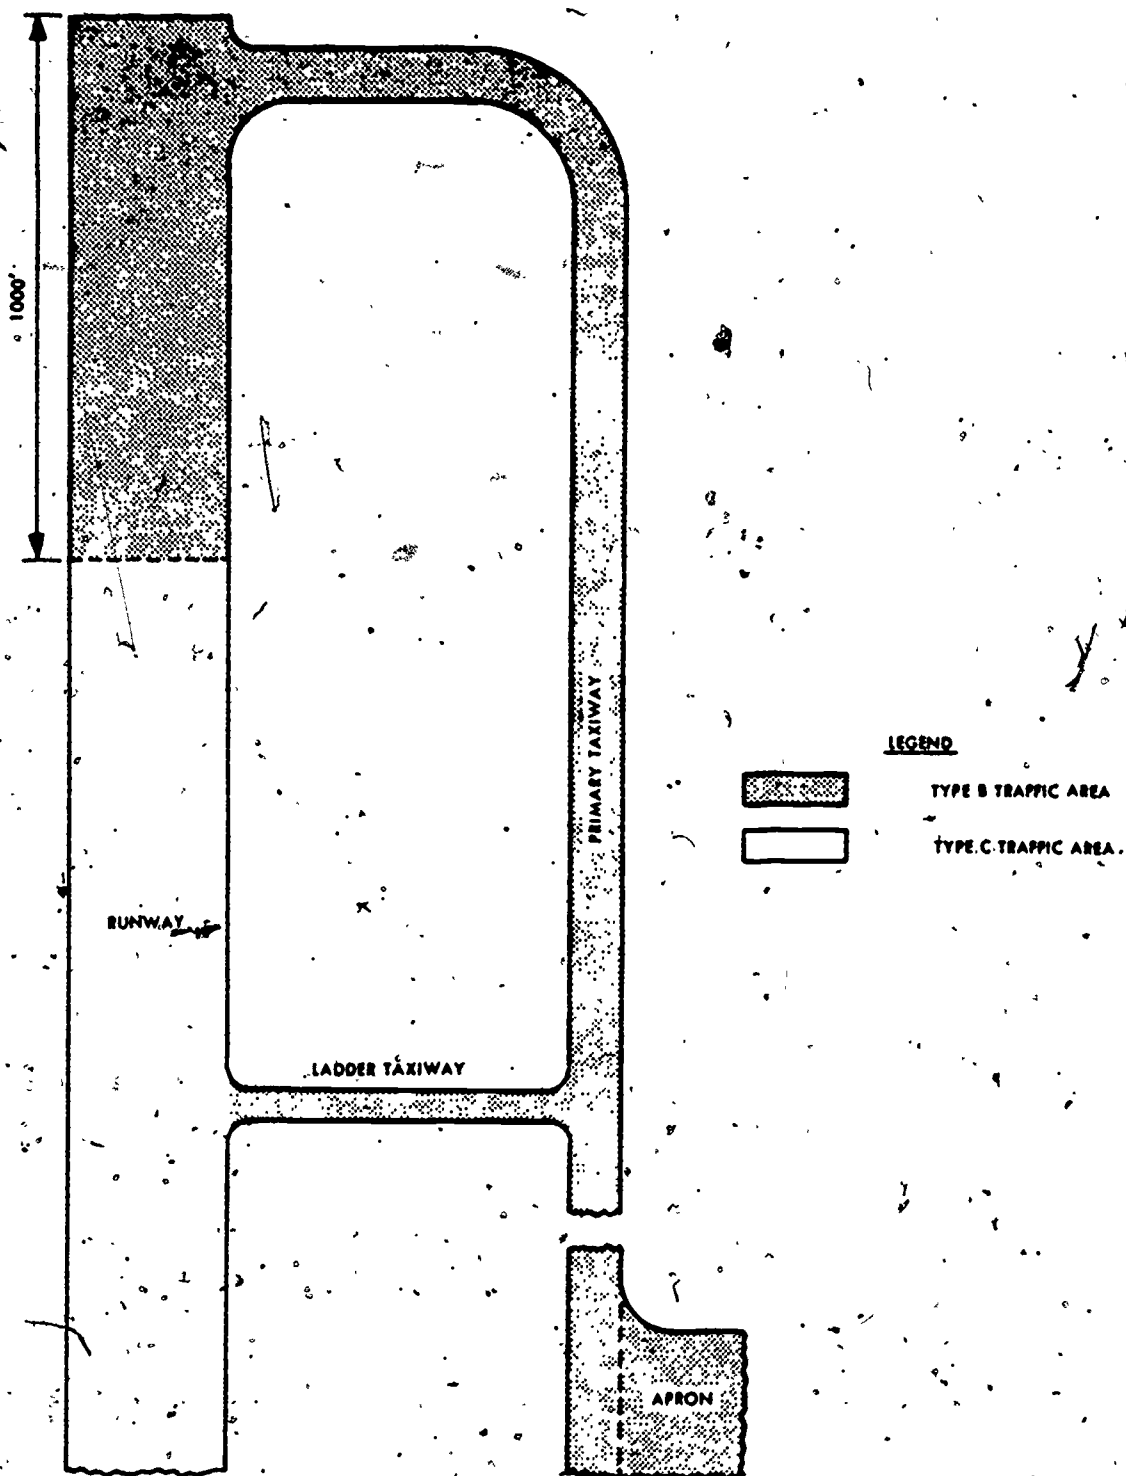 1000'
PRIMARY TAXIWAY
LEGEND
TYPE B TRAFFIC AREA
TYPE C TRAFFIC AREA
RUNWAY
LADDER TAXIWAY
APRON